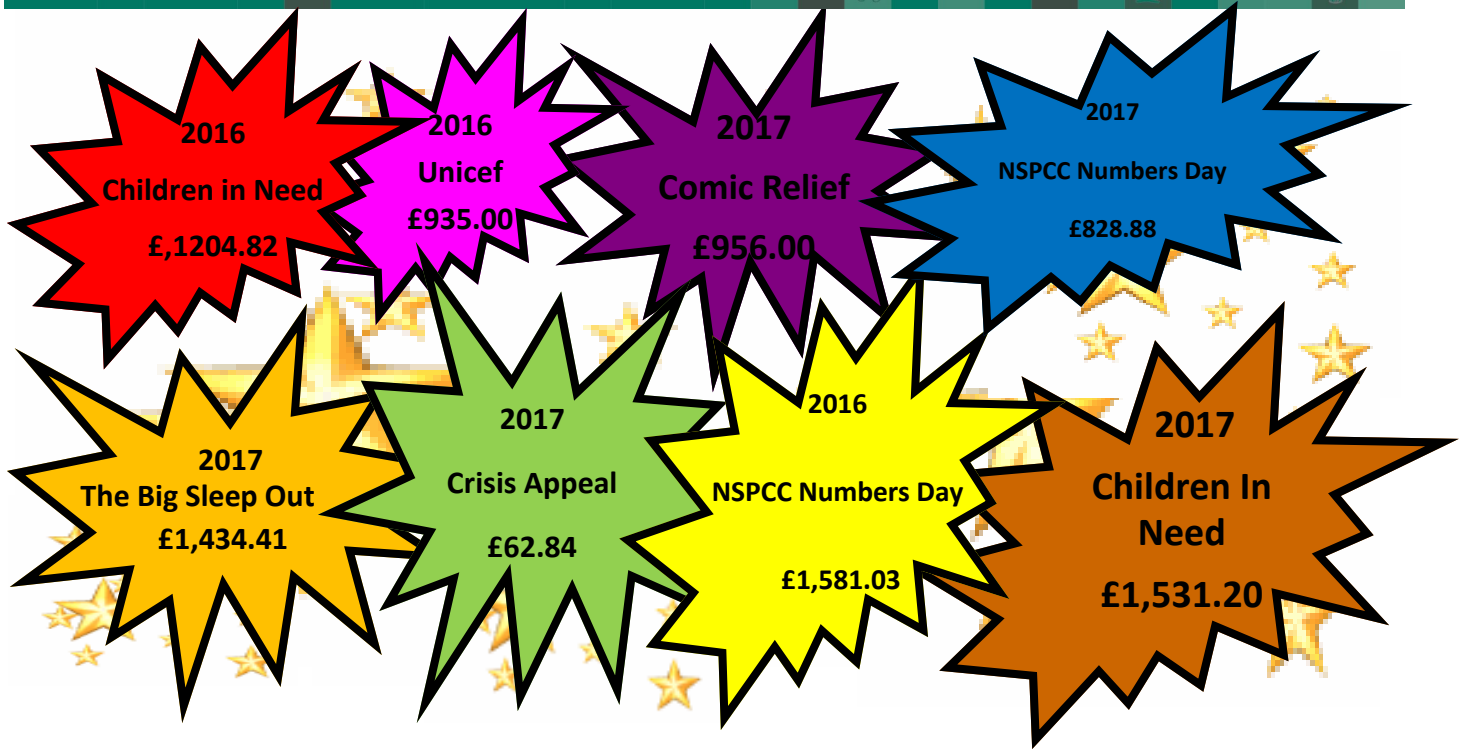 2016
Children in Need
£,1204.82
2016
Unicef
£935.00
2017
Comic Relief
£956.00
2017
NSPCC Numbers Day
£828.88
2017
The Big Sleep Out
£1,434.41
2017
Crisis Appeal
£62.84
2016
NSPCC Numbers Day
£1,581.03
2017
Children In
Need
£1,531.20